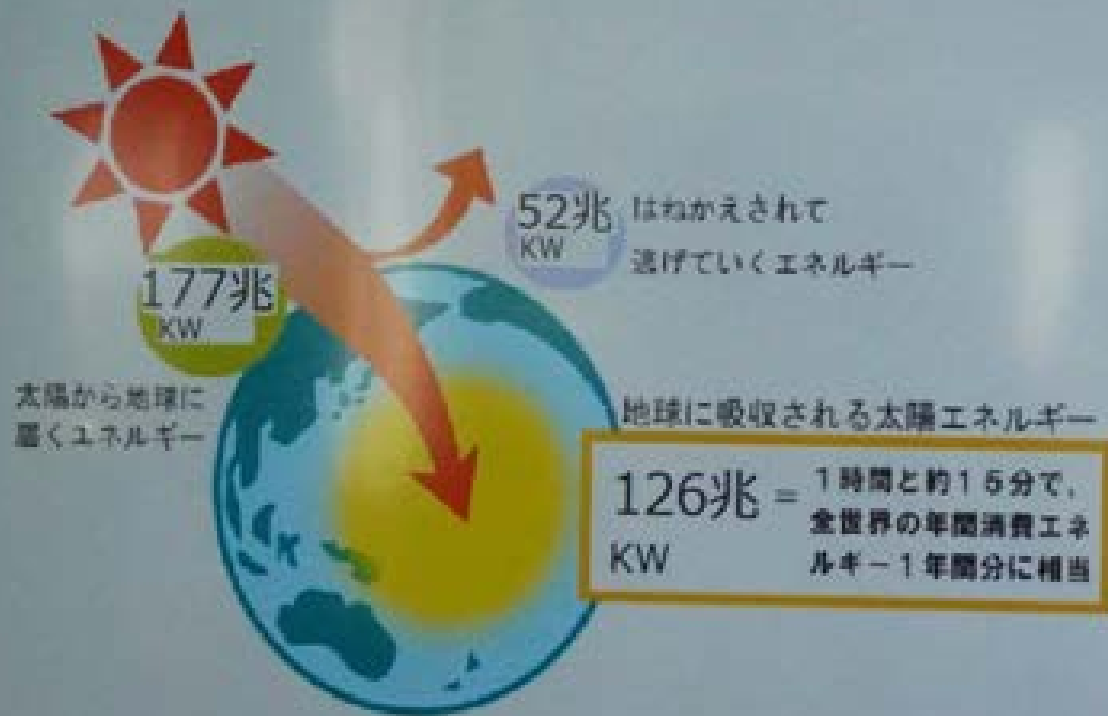 177兆
KW
太陽から地球に
届くエネルギー
52兆
KW
はねかえされて
逃げていくエネルギー
地球に吸収される太陽エネルギー
126兆
KW
=
1時間と約15分で、
全世界の年間消費エネ
ルギー1年間分に相当